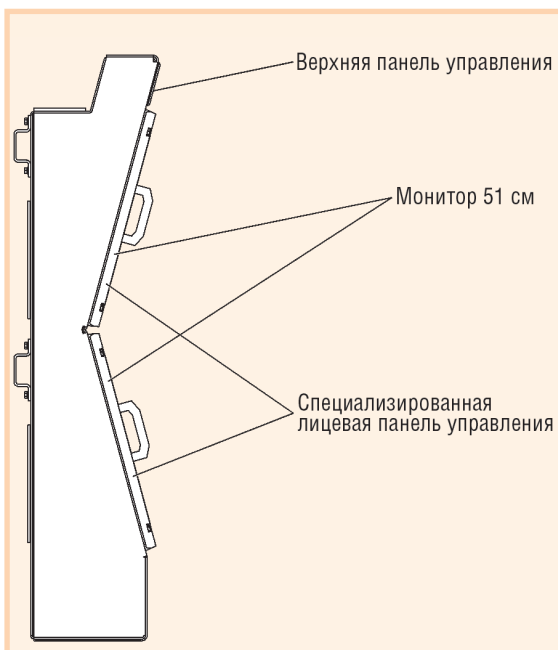 Верхняя панель управления
Монитор 51 см
Специализированная
лицевая панель управления